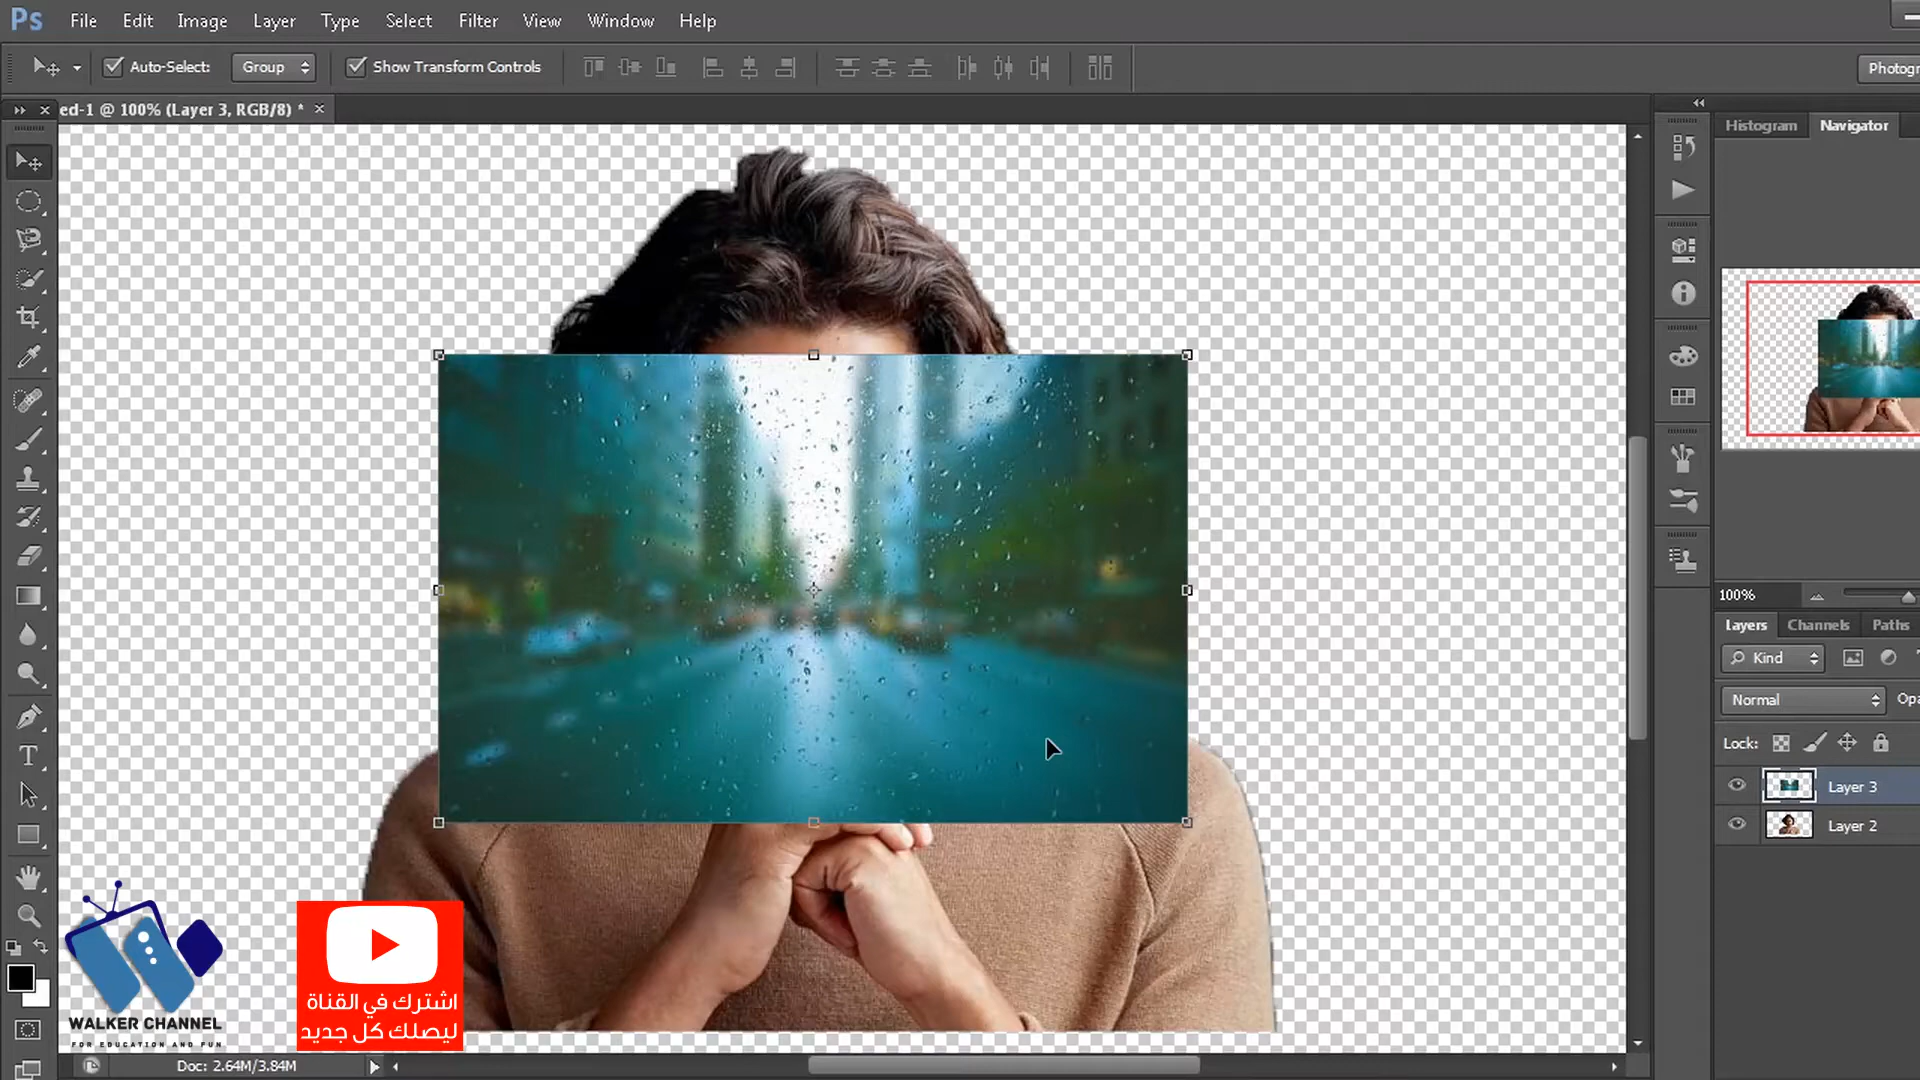 Ps File Edit Image Layer Type Select Filter View Window Help
Auto-Select: Group Show Transform Controls
ed-1 @ 100% (Layer 3, RGB/8) * ×
Histogram Navigator
100%
Layers Channels Paths
Kind
Normal
Lock:
Layer 3
Layer 2
T
WALKER CHANNEL
FOR EDUCATION AND FUN
اشترك في القناة
ليصلك كل جديد
Doc: 2.64M/3.84M